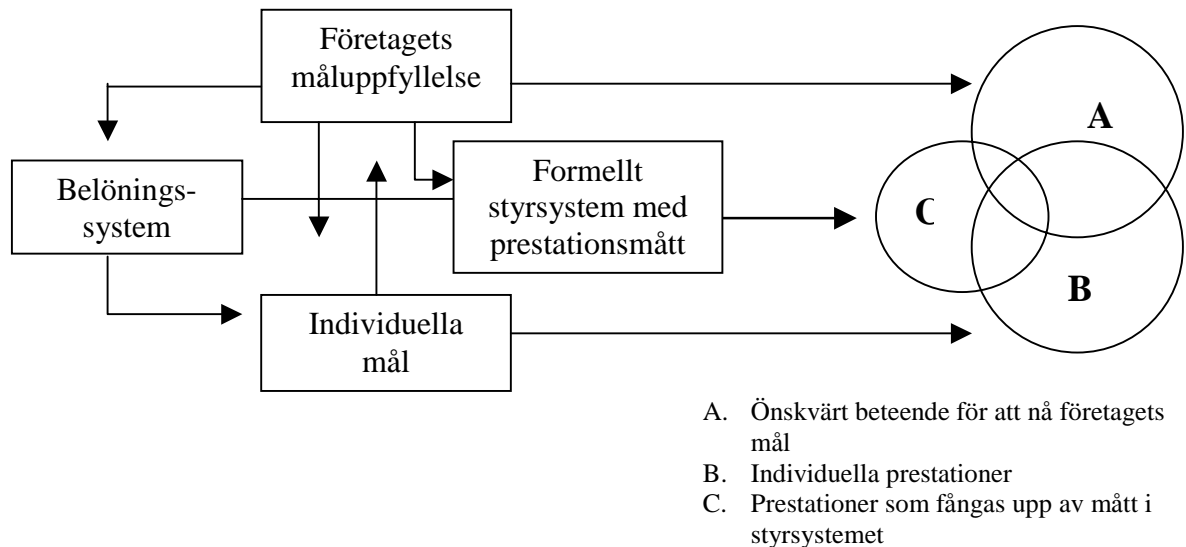 Företagets
måluppfyllelse
A
Belönings-
system
Formellt
styrsystem med
prestationsmått
C
B
Individuella
mål
A. Önskvärt beteende för att nå företagets
mål
B. Individuella prestationer
C. Prestationer som fångas upp av mått i
styrsystemet